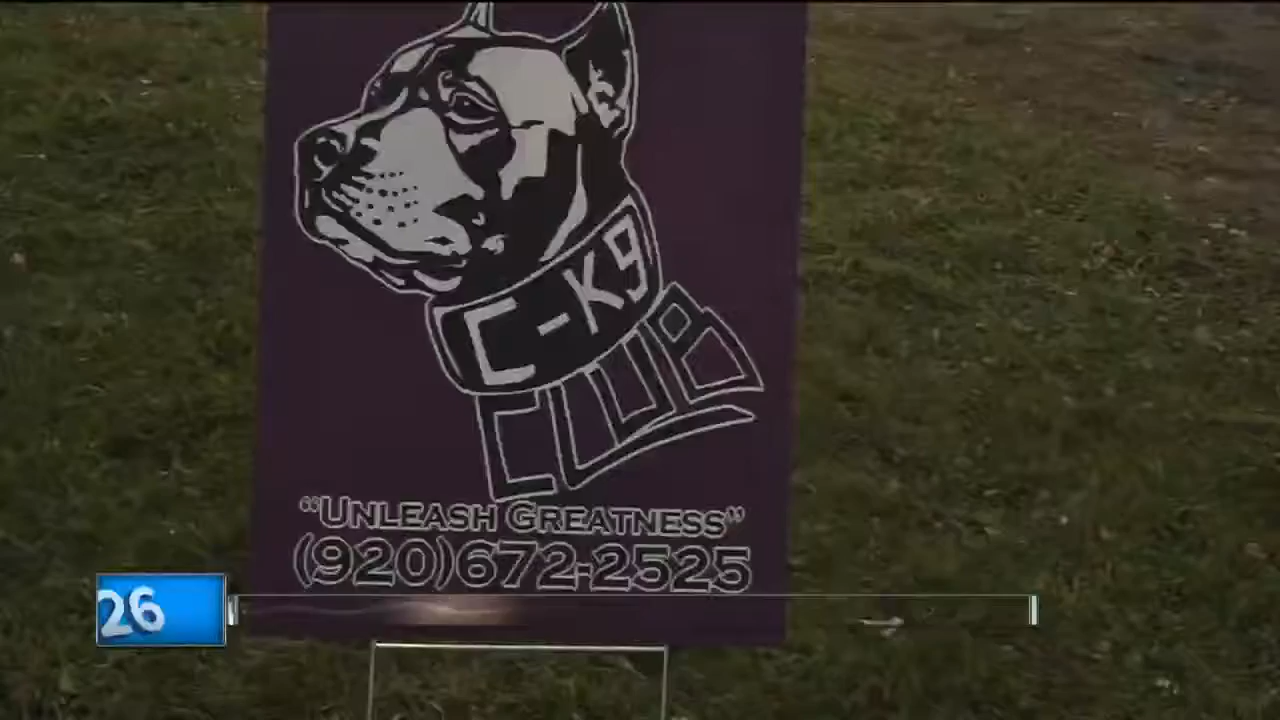 C-K9
CLUB
“UNLEASH GREATNESS”
(920)672-2525
26